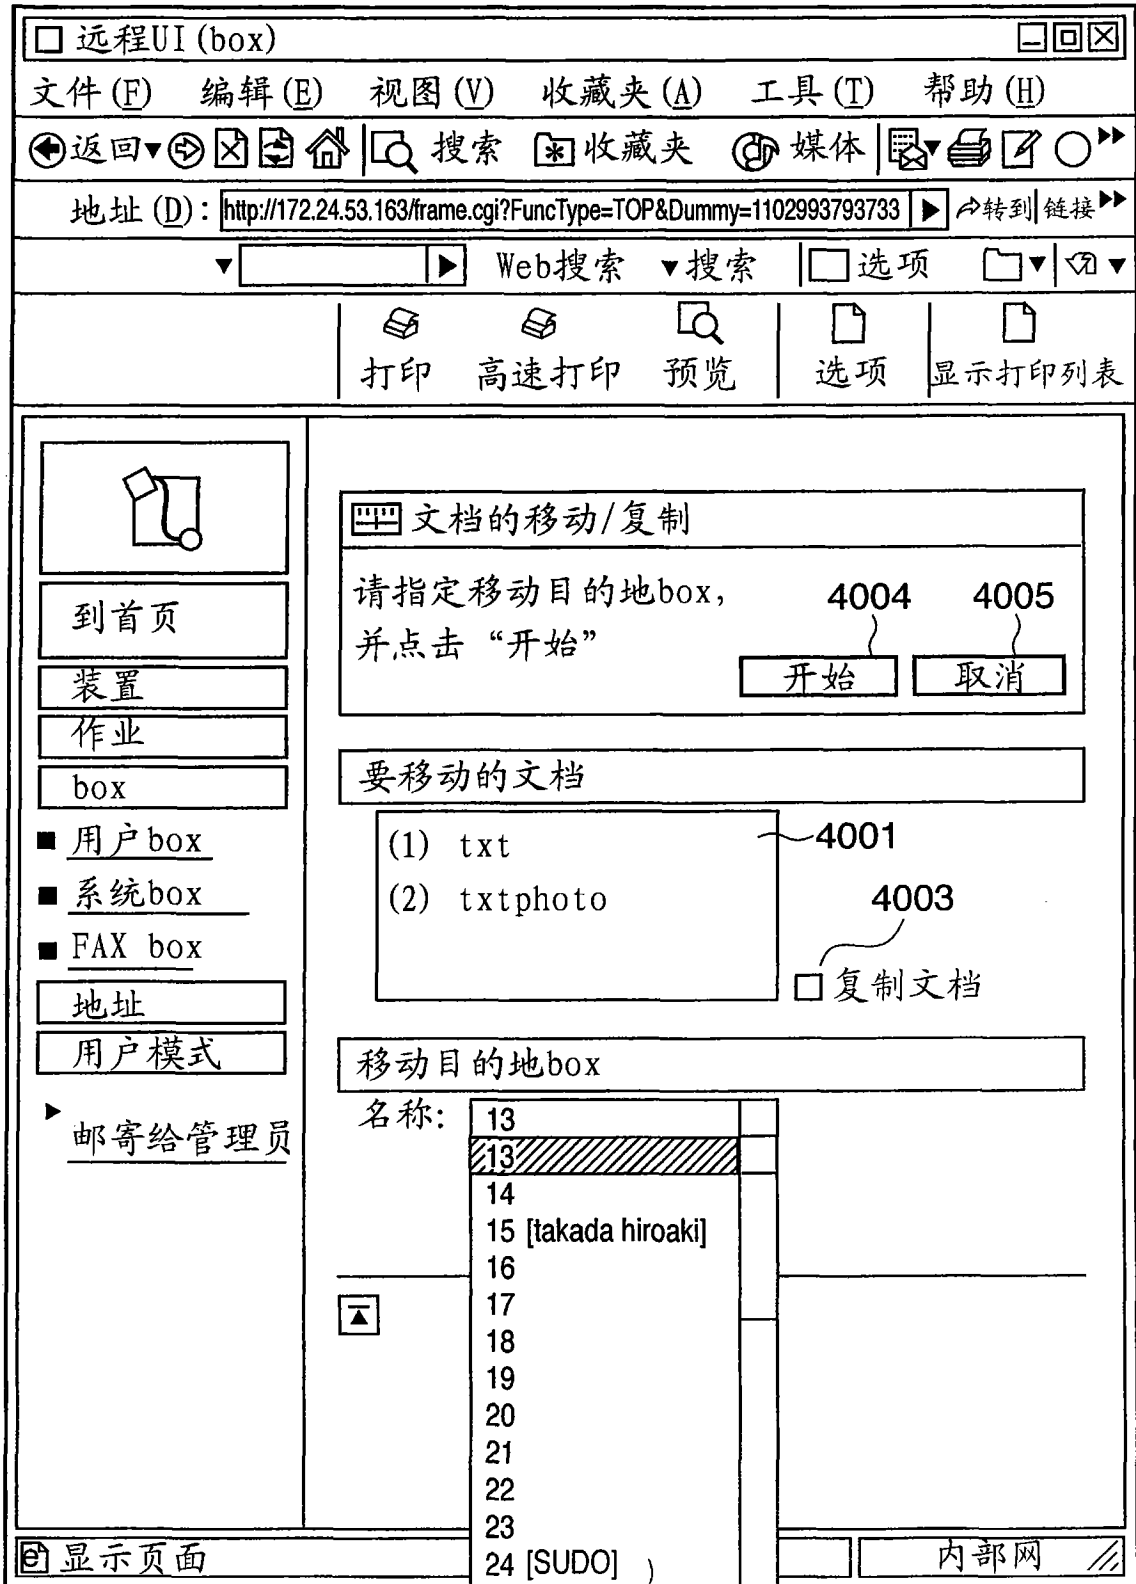 远程UI(box)
文件(F) 编辑(E) 视图(V) 收藏夹(A) 工具(T) 帮助(H)
返回 搜索 收藏夹 媒体
地址(D): http://172.24.53.163/frame.cgi?FuncType=TOP&Dummy=1102993793733 转到 链接
Web搜索 搜索 选项
打印 高速打印 预览 选项 显示打印列表
到首页
装置
作业
box
用户box
系统box
FAX box
地址
用户模式
邮寄给管理员
文档的移动/复制
请指定移动目的地box,
并点击“开始”
4004 4005
开始 取消
要移动的文档
(1) txt
(2) txtphoto
4001
4003
复制文档
移动目的地box
名称: 13
13
14
15 [takada hiroaki]
16
17
18
19
20
21
22
23
24 [SUDO]
显示页面 内部网